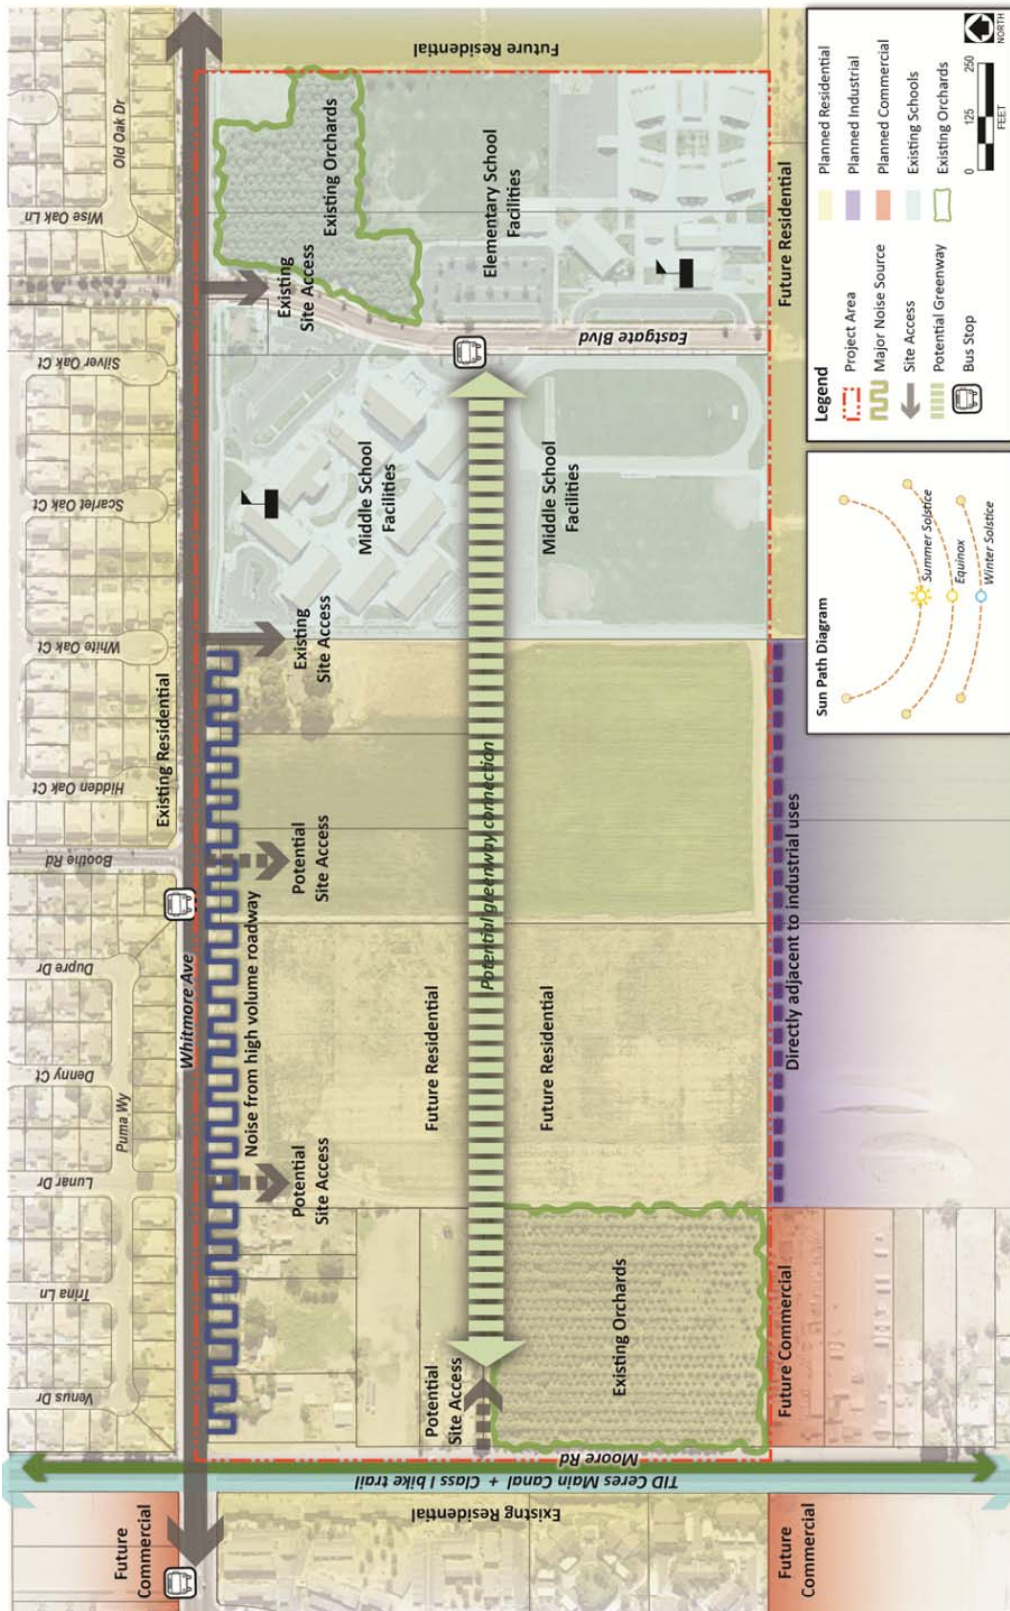 Future Residential
Old Oak Dr
Wise Oak Ln
Existing Orchards
Elementary School
Facilities
Existing
Site Access
Future Residential
Silver Oak Ct
Eastgate Blvd
Scarlet Oak Ct
Middle School
Facilities
Middle School
Facilities
White Oak Ct
Existing
Site Access
Existing Residential
Hidden Oak Ct
Boothe Rd
Potential
Site Access
Potential greenway connection
Whitmore Ave
Dupre Dr
Denny Ct
Puma Wy
Lunar Dr
Noise from high volume roadway
Future Residential
Future Residential
Directly adjacent to industrial uses
Potential
Site Access
Trina Ln
Venus Dr
Potential
Site Access
Existing Orchards
Future Commercial
Moore Rd
TID Ceres Main Canal + Class I bike trail
Future
Commercial
Existng Residential
Future
Commercial
Legend
Project Area
Major Noise Source
Site Access
Potential Greenway
Bus Stop
Planned Residential
Planned Industrial
Planned Commercial
Existing Schools
Existing Orchards
0
125
250
FEET
NORTH
Sun Path Diagram
Summer Solstice
Equinox
Winter Solstice